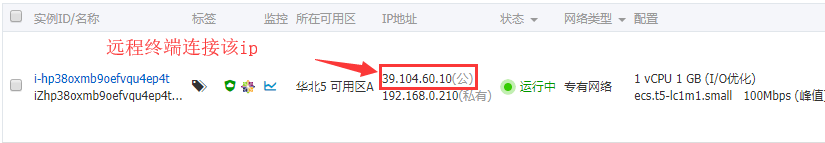 实例ID/名称 标签 监控 所在可用区 IP地址 状态 网络类型 配置
远程终端连接该ip
i-hp38oxmb9oefvqu4ep4t 39.104.60.10(公) 1 vCPU 1 GB (I/O优化)
华北5 可用区A 运行中 专有网络
iZhp38oxmb9oefvqu4ep4t... 192.168.0.210(私有) ecs.t5-lc1m1.small 100Mbps (峰值)